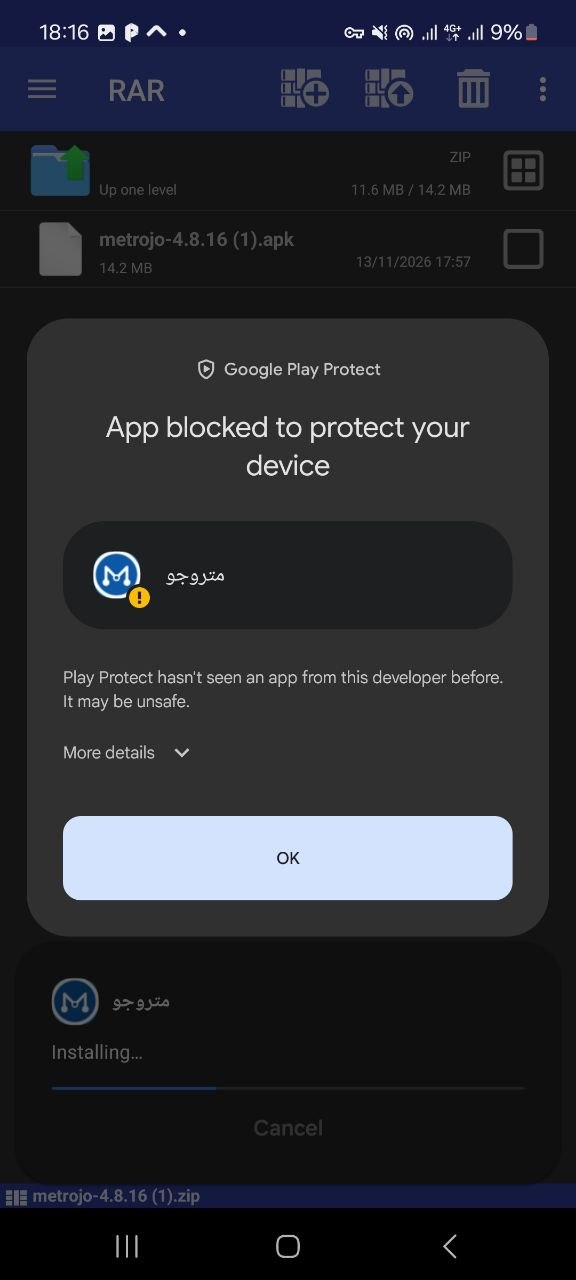 18:16
4G+
9%
RAR
ZIP
Up one level
11.6 MB / 14.2 MB
metrojo-4.8.16 (1).apk
14.2 MB
13/11/2026 17:57
Google Play Protect
App blocked to protect your
device
متروجو
Play Protect hasn't seen an app from this developer before.
It may be unsafe.
More details
OK
متروجو
Installing...
Cancel
metrojo-4.8.16 (1).zip